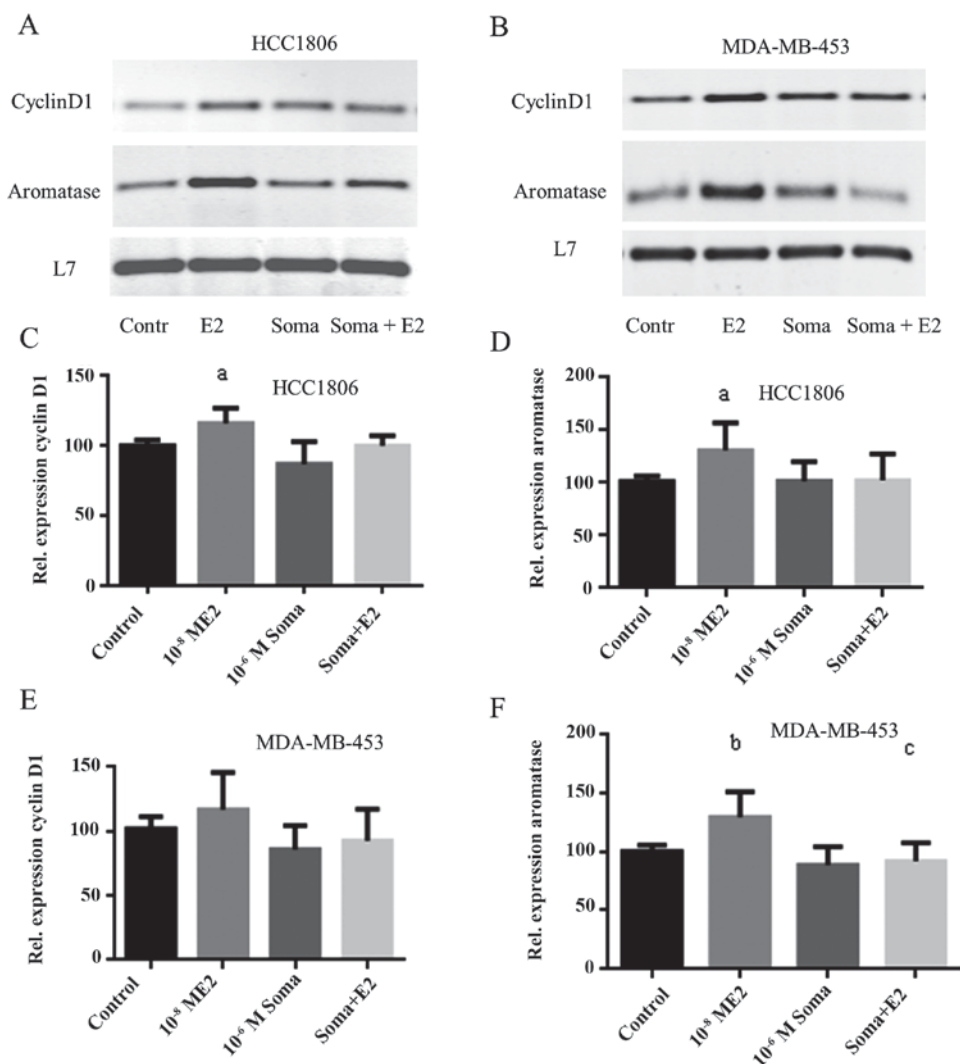 A
HCC1806
CyclinD1
Aromatase
L7
Contr E2 Soma Soma + E2
B
MDA-MB-453
CyclinD1
Aromatase
L7
Contr E2 Soma Soma + E2
C
HCC1806
a
Rel. expression cyclin D1
150
100
50
0
Control
10⁻⁸ ME2
10⁻⁶ M Soma
Soma+E2
D
HCC1806
a
Rel. expression aromatase
200
150
100
50
0
Control
10⁻⁸ ME2
10⁻⁶ M Soma
Soma+E2
E
MDA-MB-453
Rel. expression cyclin D1
150
100
50
0
Control
10⁻⁸ ME2
10⁻⁶ M Soma
Soma+E2
F
MDA-MB-453
b
c
Rel. expression aromatase
200
150
100
50
0
Control
10⁻⁸ ME2
10⁻⁶ M Soma
Soma+E2